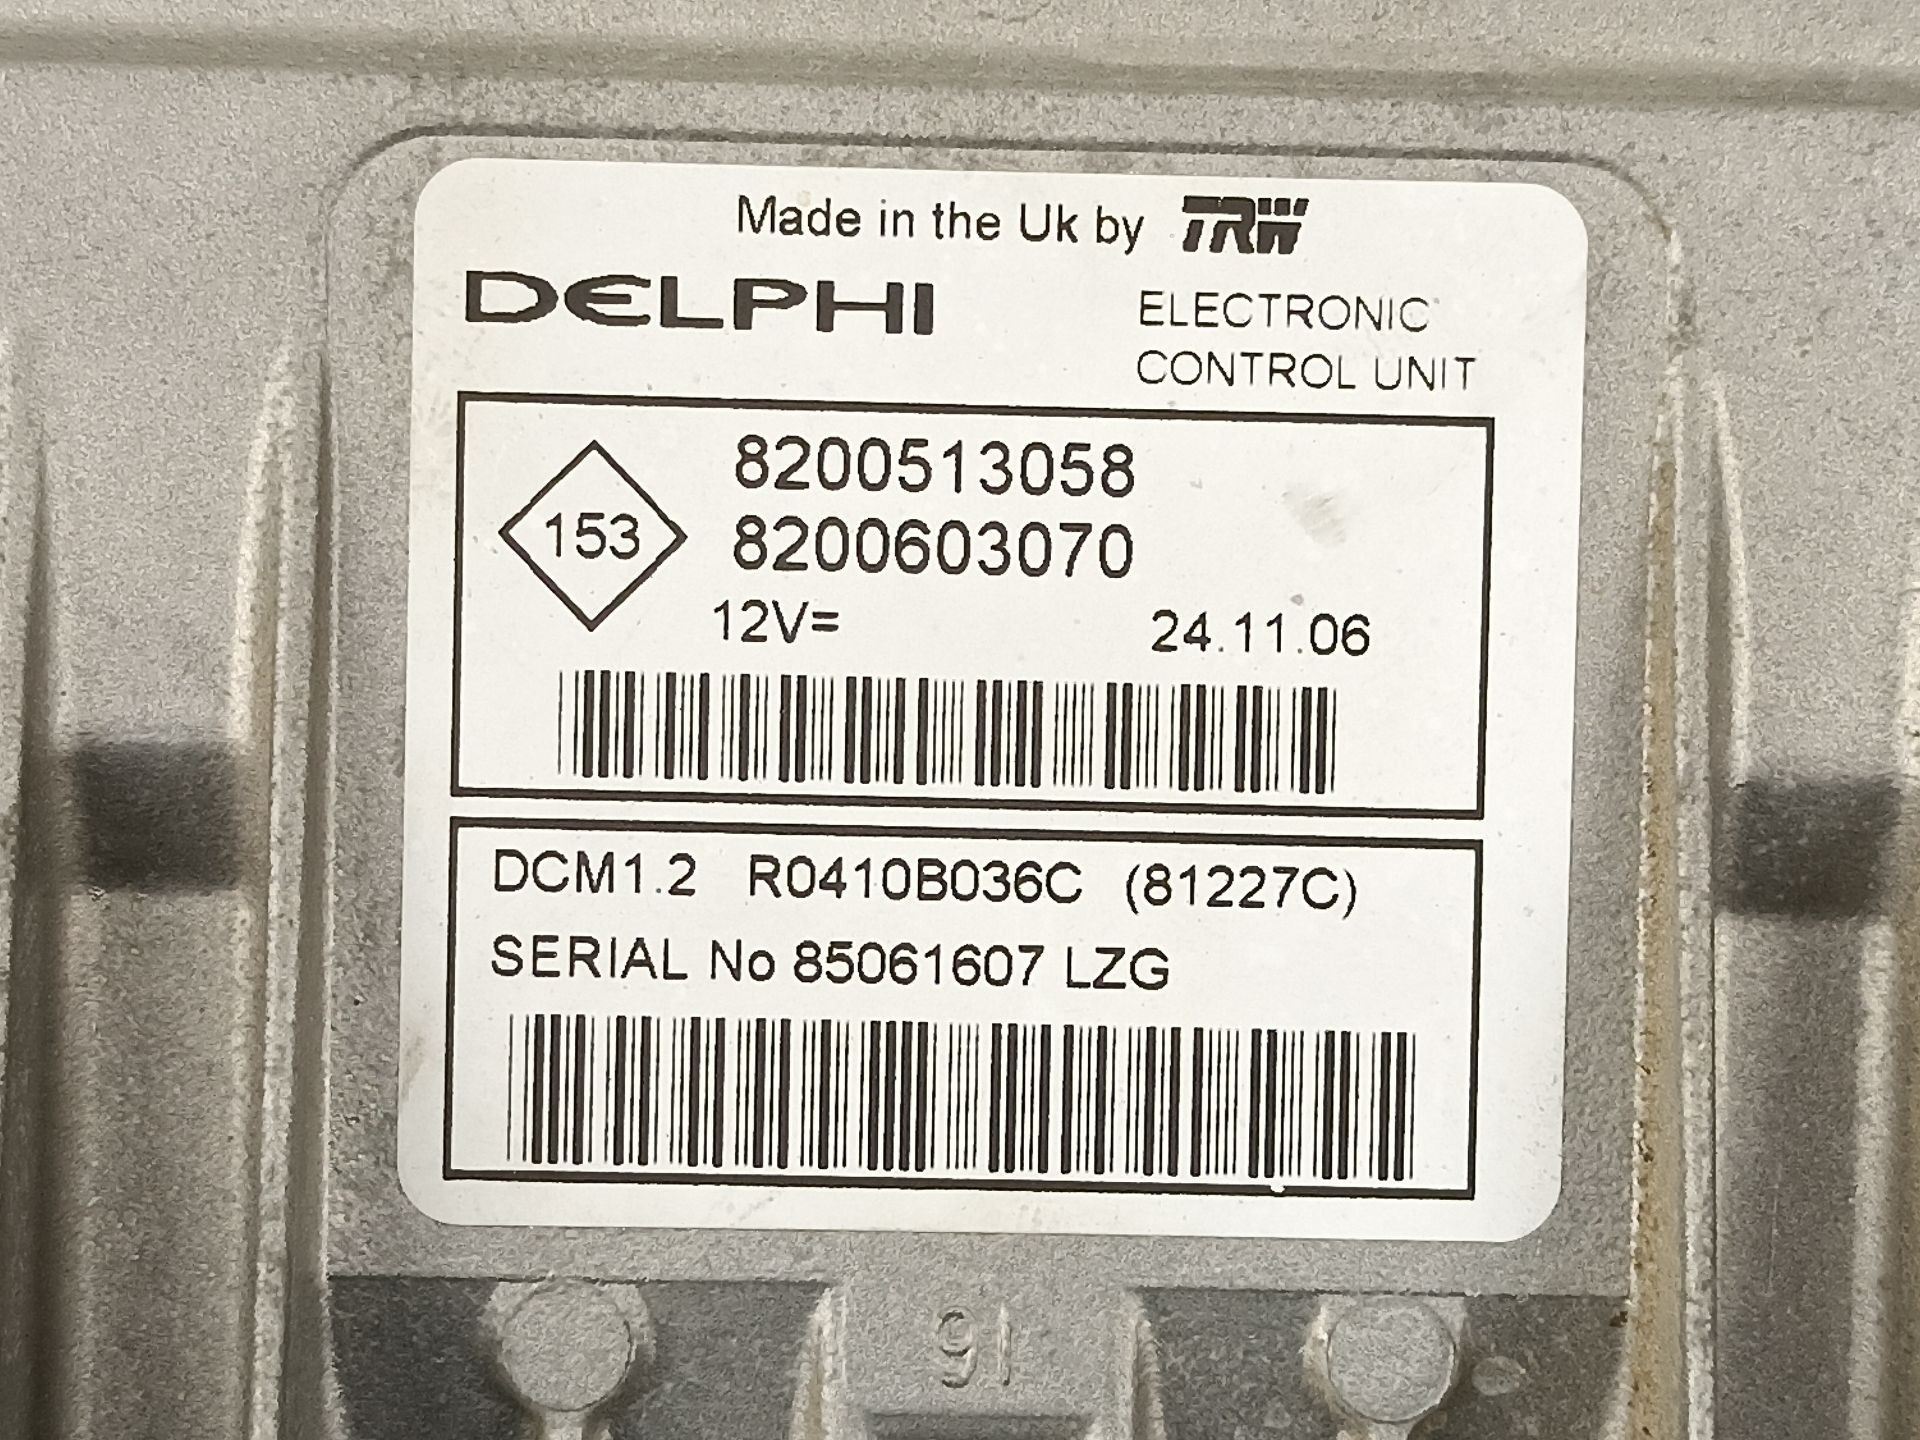 Made in the Uk by TRW
DELPHI
ELECTRONIC
CONTROL UNIT
153
8200513058
8200603070
12V=
24.11.06
DCM1.2 R0410B036C (81227C)
SERIAL No 85061607 LZG